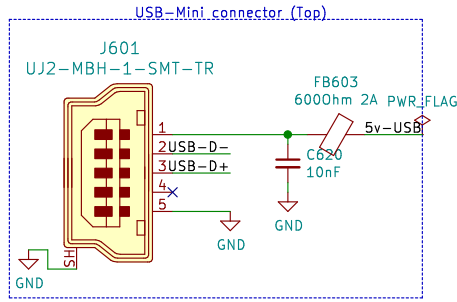 USB-Mini connector (Top)
J601
UJ2-MBH-1-SMT-TR
FB603
600Ohm 2A
PWR_FLAG
5v-USB
1
2
USB-D-
3
USB-D+
4
5
C620
10nF
GND
GND
SH
GND